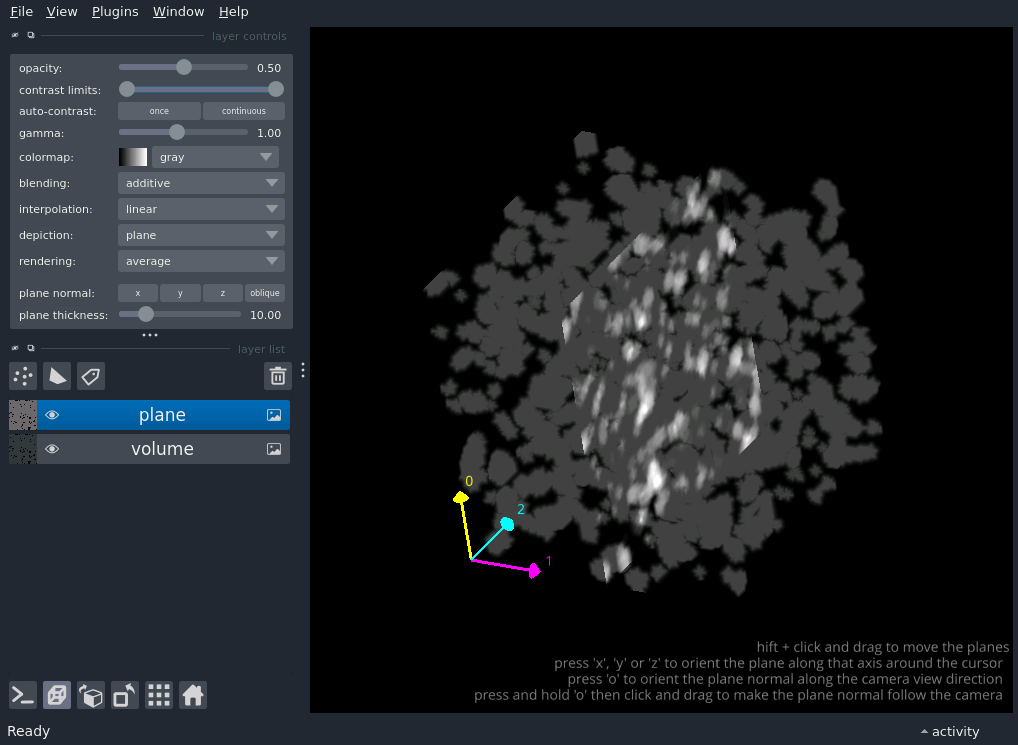 File View Plugins Window Help
layer controls
opacity: 0.50
contrast limits:
auto-contrast: once continuous
gamma: 1.00
colormap: gray
blending: additive
interpolation: linear
depiction: plane
rendering: average
plane normal: x y z oblique
plane thickness: 10.00
layer list
plane
volume
0
2
1
hift + click and drag to move the planes
press 'x', 'y' or 'z' to orient the plane along that axis around the cursor
press 'o' to orient the plane normal along the camera view direction
press and hold 'o' then click and drag to make the plane normal follow the camera
Ready activity